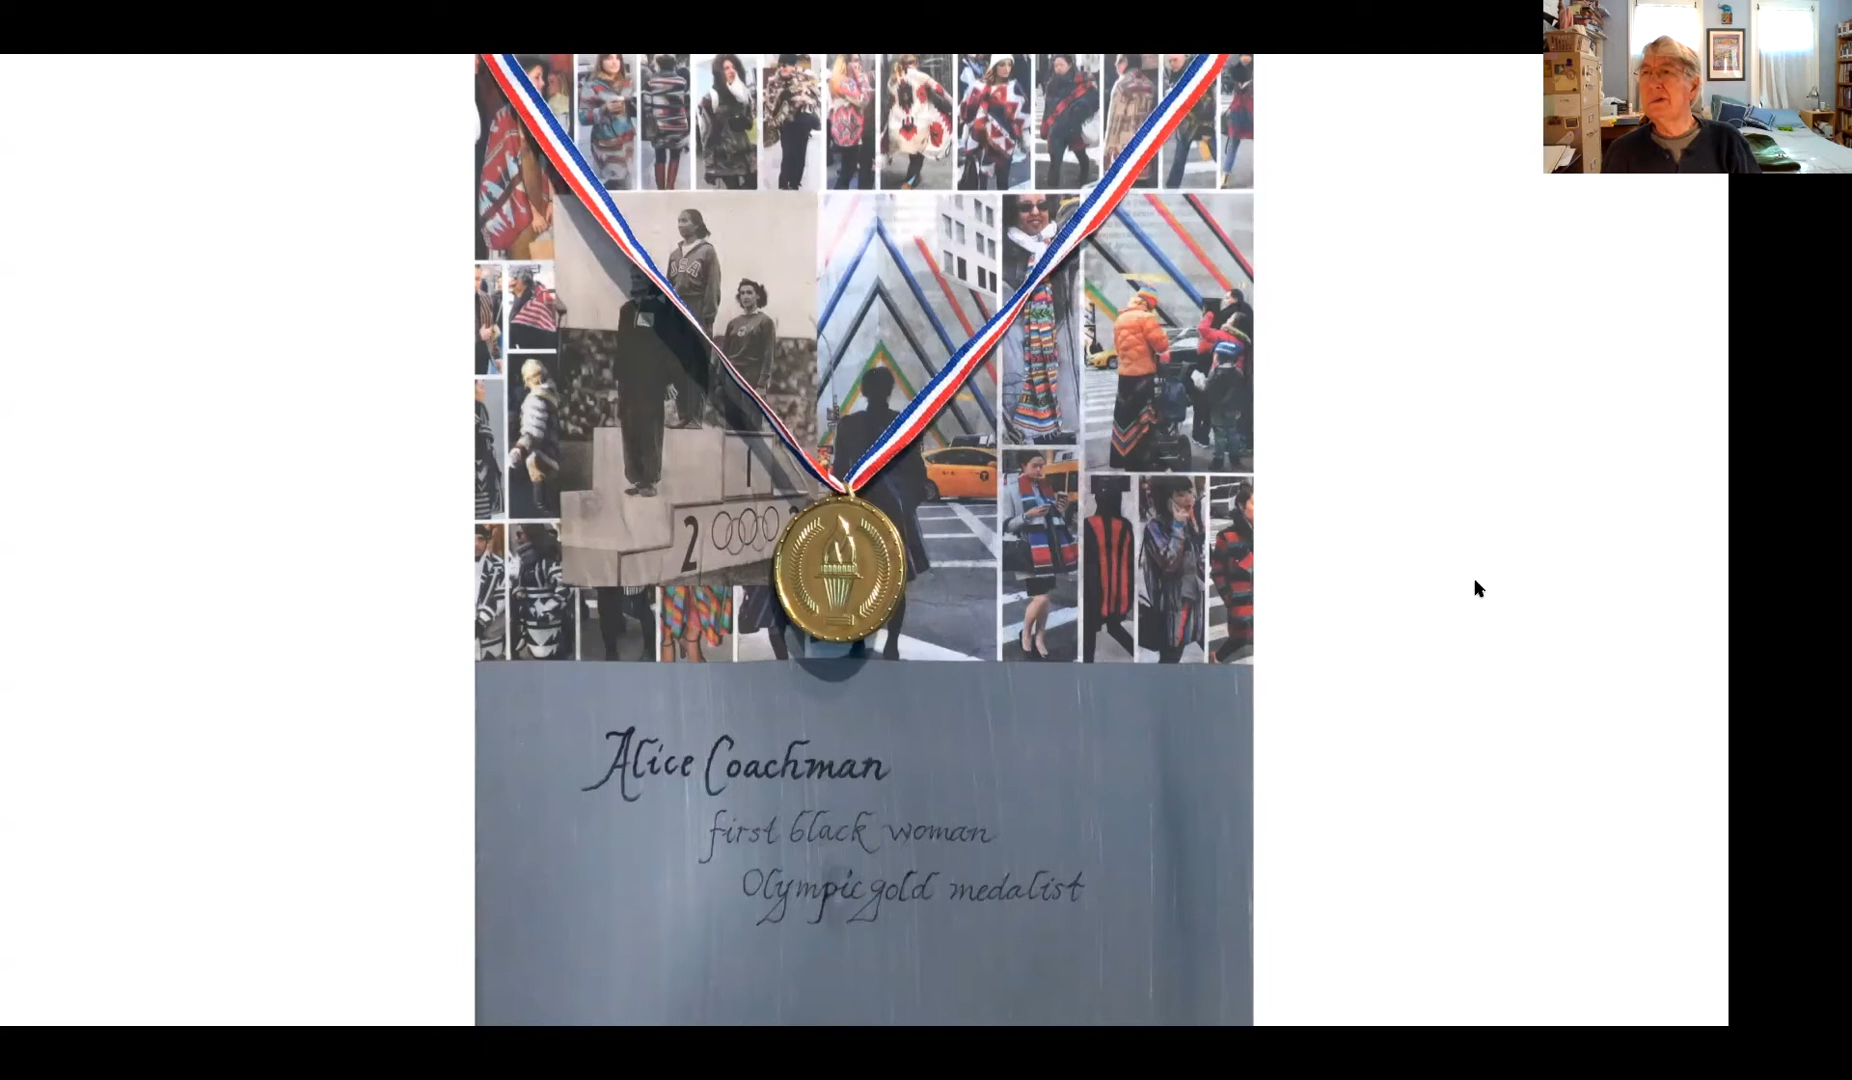 USA
1
2
Alice Coachman
first black woman
Olympic gold medalist